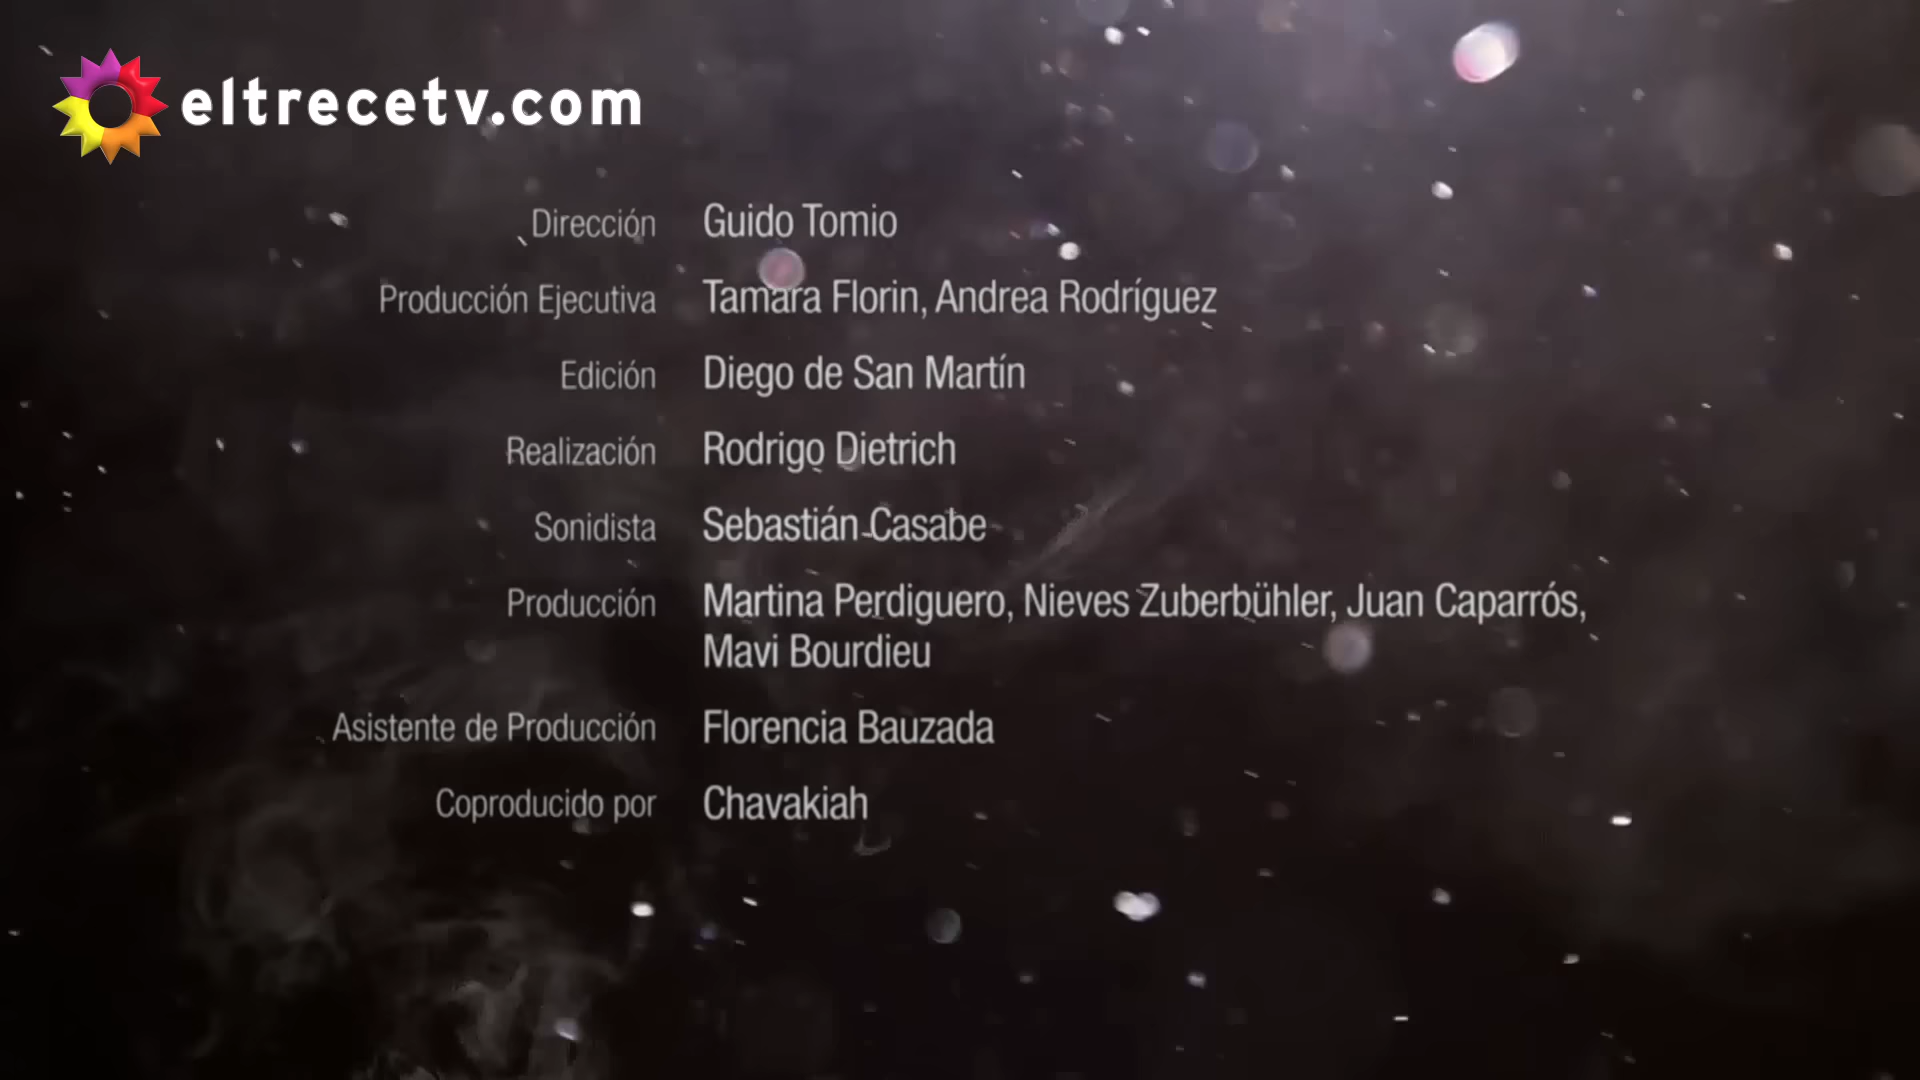 eltrecetv.com
Dirección Guido Tomio
Producción Ejecutiva Tamara Florin, Andrea Rodríguez
Edición Diego de San Martín
Realización Rodrigo Dietrich
Sonidista Sebastián Casabe
Producción Martina Perdiguero, Nieves Zuberbühler, Juan Caparrós,
Mavi Bourdieu
Asistente de Producción Florencia Bauzada
Coproducido por Chavakiah